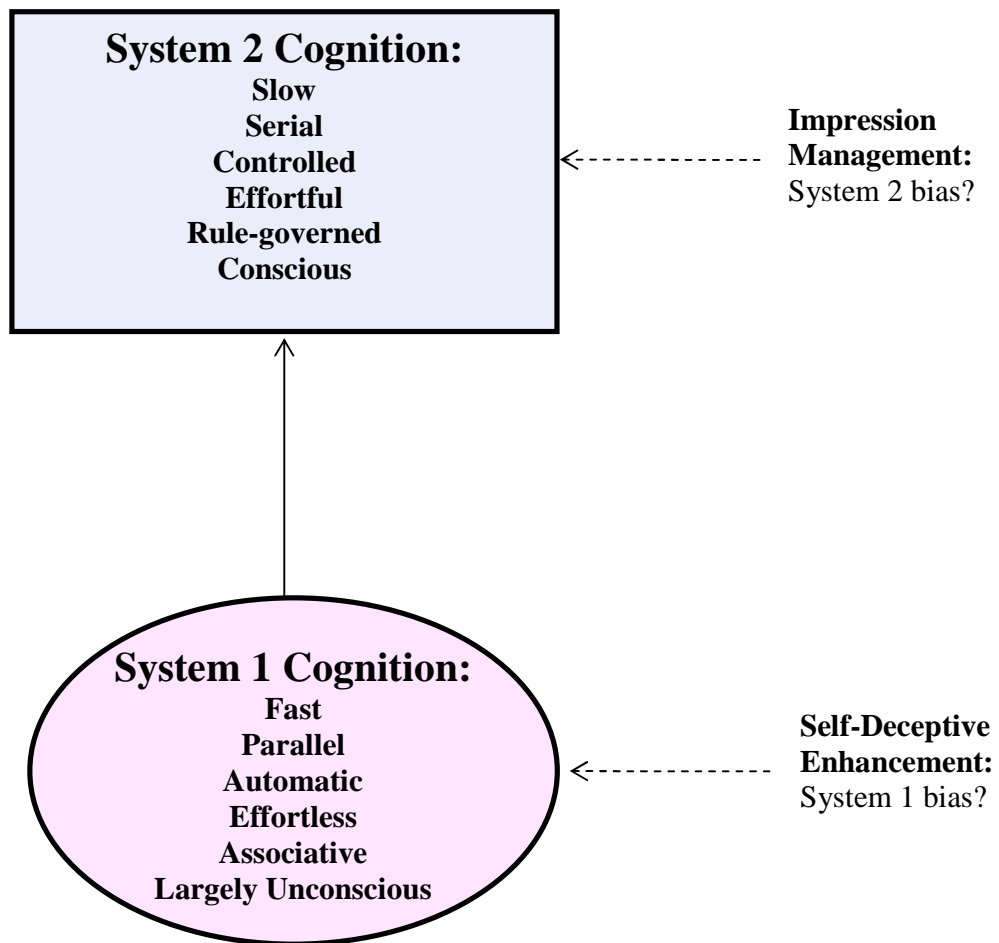 System 2 Cognition:
Slow
Serial
Controlled
Effortful
Rule-governed
Conscious
Impression
Management:
System 2 bias?
System 1 Cognition:
Fast
Parallel
Automatic
Effortless
Associative
Largely Unconscious
Self-Deceptive
Enhancement:
System 1 bias?